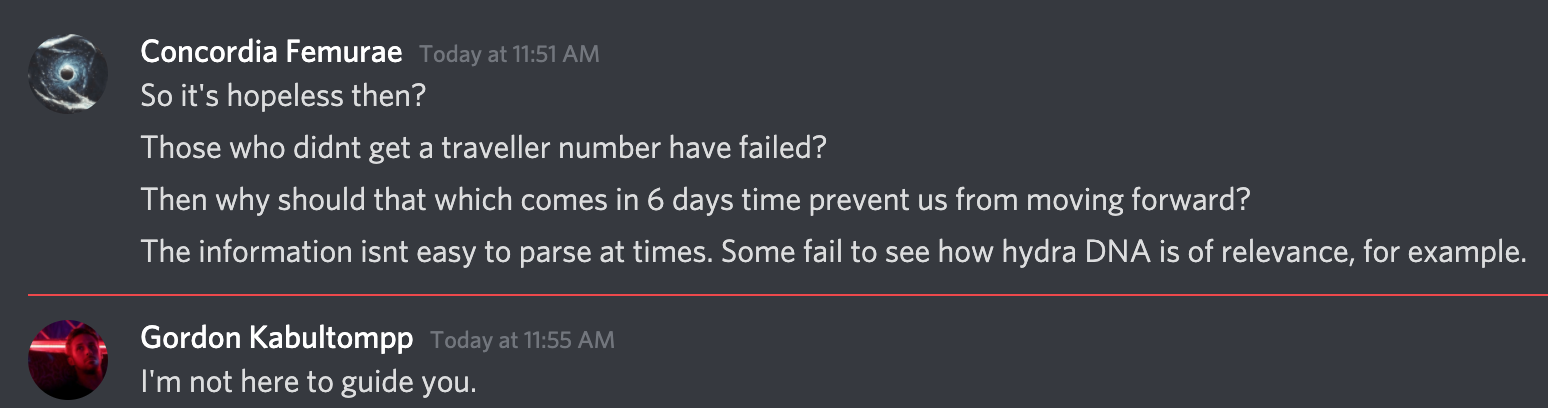 Concordia Femurae Today at 11:51 AM
So it's hopeless then?
Those who didnt get a traveller number have failed?
Then why should that which comes in 6 days time prevent us from moving forward?
The information isnt easy to parse at times. Some fail to see how hydra DNA is of relevance, for example.
Gordon Kabultompp Today at 11:55 AM
I'm not here to guide you.